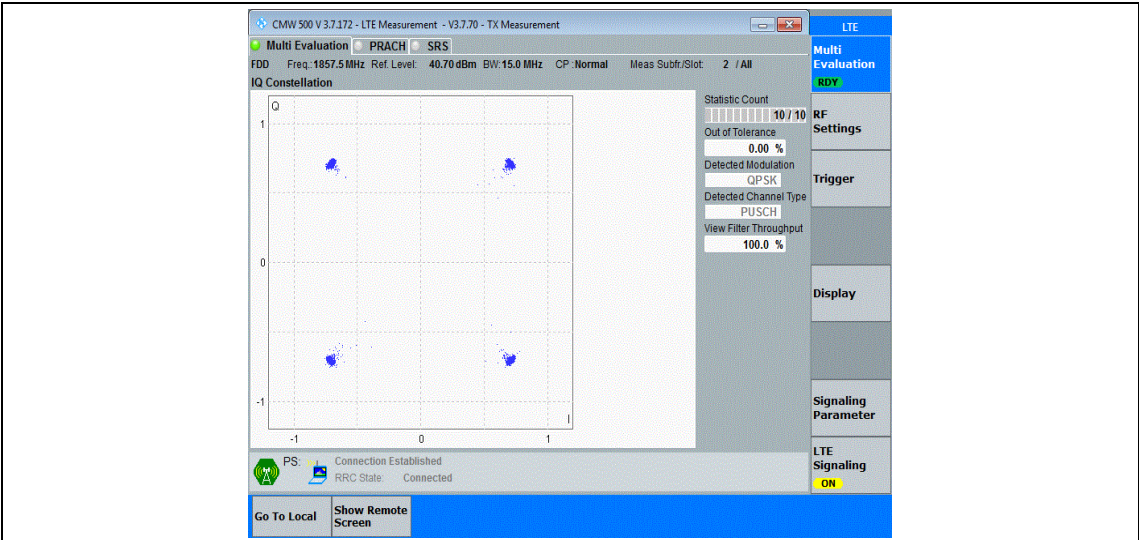 CMW 500 V 3.7.172 - LTE Measurement - V3.7.70 - TX Measurement
LTE
Multi Evaluation PRACH SRS
FDD Freq.:1857.5 MHz Ref. Level: 40.70 dBm BW:15.0 MHz CP :Normal Meas Subfr./Slot: 2 / All
IQ Constellation
Q
1
0
-1
-1 0 1
I
Statistic Count
10 / 10
Out of Tolerance
0.00 %
Detected Modulation
QPSK
Detected Channel Type
PUSCH
View Filter Throughput
100.0 %
Multi
Evaluation
RDY
RF
Settings
Trigger
Display
Signaling
Parameter
LTE
Signaling
ON
PS: Connection Established
RRC State: Connected
Go To Local
Show Remote
Screen